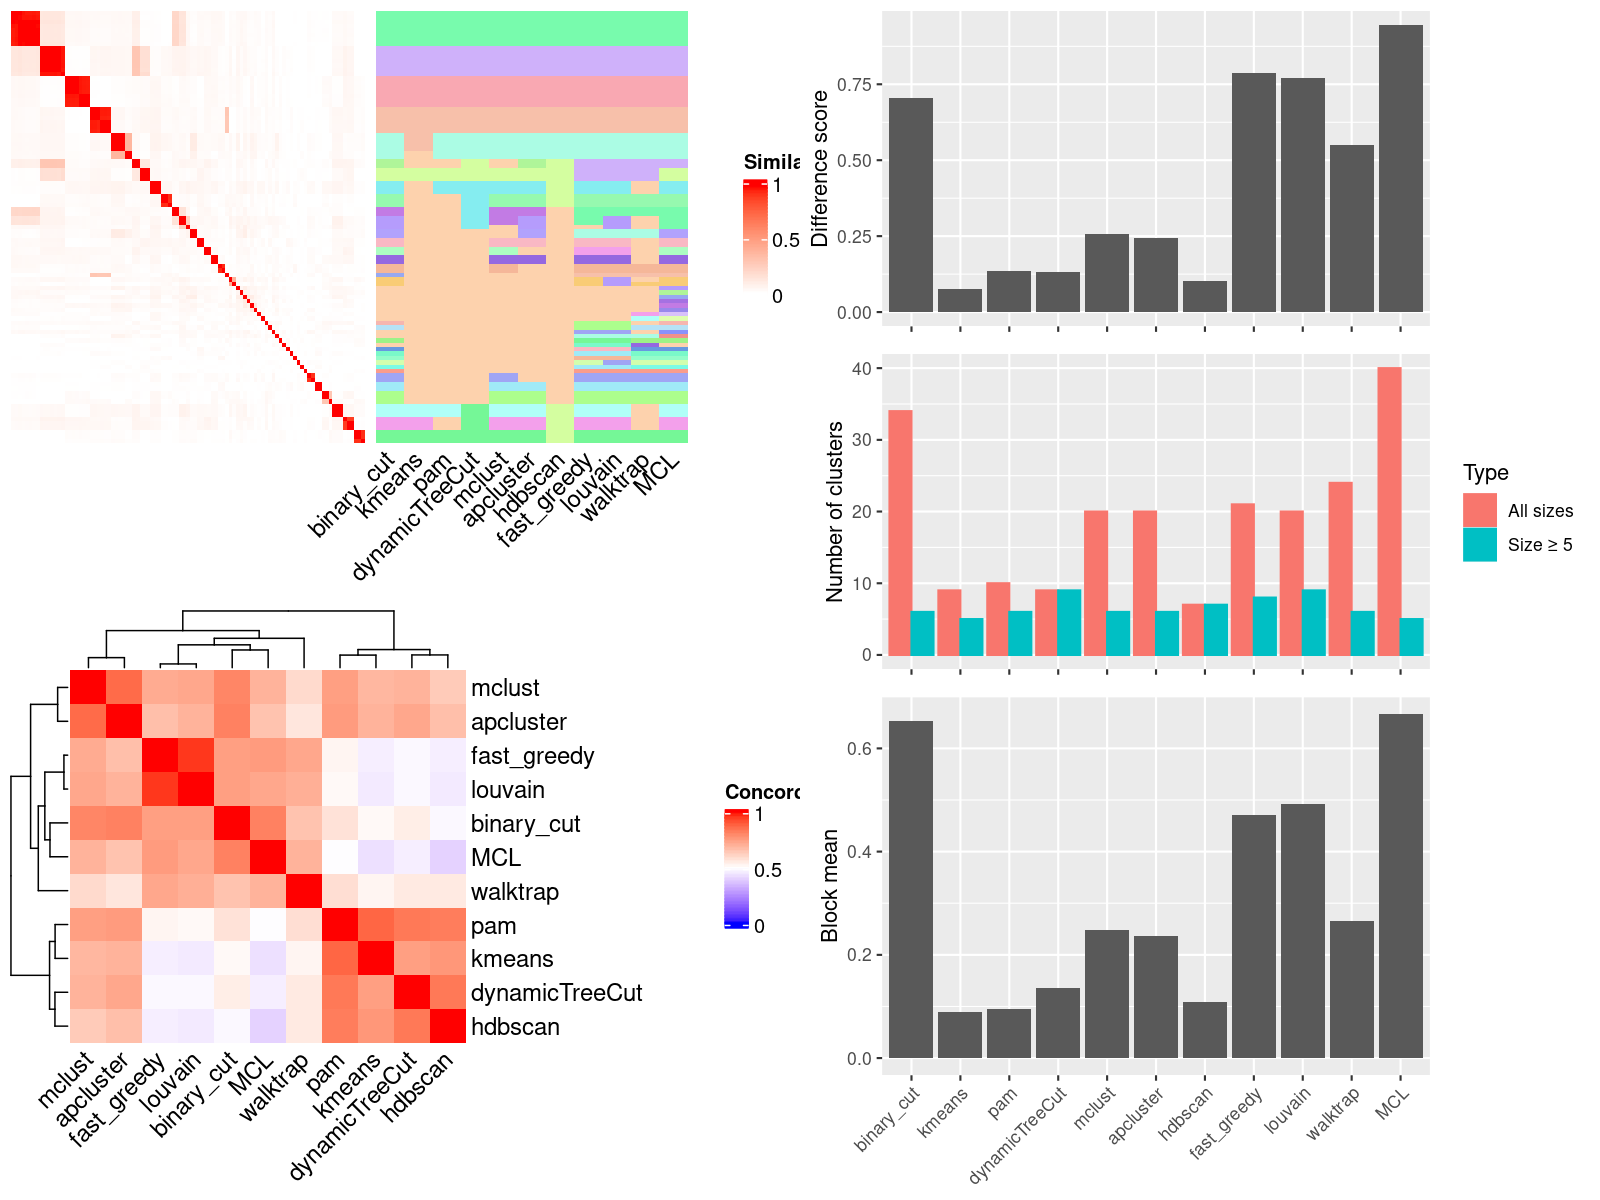 Simila
1
0.5
0
binary_cut
kmeans
pam
dynamicTreeCut
mclust
apcluster
hdbscan
fast_greedy
louvain
walktrap
MCL
mclust
apcluster
fast_greedy
louvain
binary_cut
MCL
walktrap
pam
kmeans
dynamicTreeCut
hdbscan
mclust
apcluster
fast_greedy
louvain
binary_cut
MCL
walktrap
pam
kmeans
dynamicTreeCut
hdbscan
Concord
1
0.5
0
Difference score
0.75
0.50
0.25
0.00
Number of clusters
40
30
20
10
0
Type
All sizes
Size ≥ 5
Block mean
0.6
0.4
0.2
0.0
binary_cut
kmeans
pam
dynamicTreeCut
mclust
apcluster
hdbscan
fast_greedy
louvain
walktrap
MCL